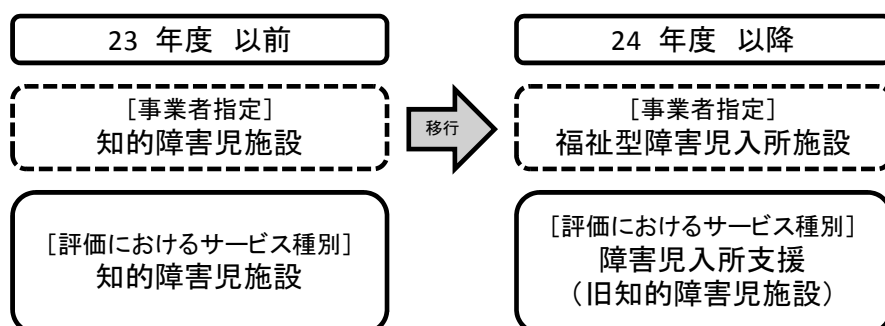 23 年度 以前
24 年度 以降
［事業者指定］
知的障害児施設
移行
［事業者指定］
福祉型障害児入所施設
［評価におけるサービス種別］
知的障害児施設
［評価におけるサービス種別］
障害児入所支援
（旧知的障害児施設）